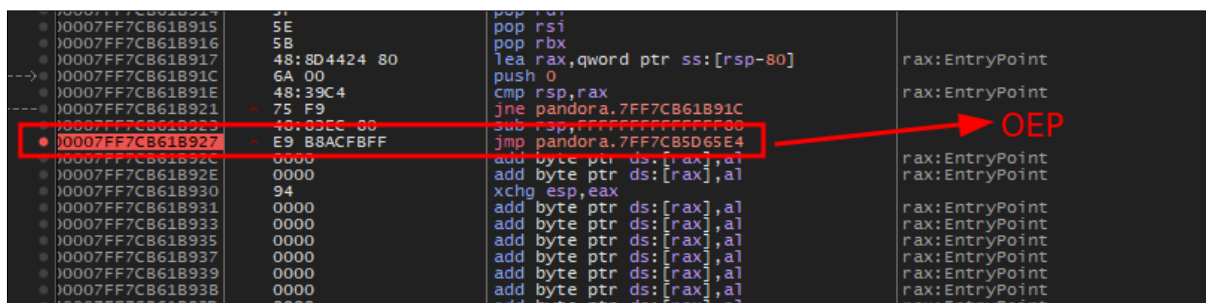 00007FF7CB61B915 5E pop rsi
00007FF7CB61B916 5B pop rbx
00007FF7CB61B917 48:8D4424 80 lea rax,qword ptr ss:[rsp-80] rax:EntryPoint
00007FF7CB61B91C 6A 00 push 0
00007FF7CB61B91E 48:39C4 cmp rsp,rax rax:EntryPoint
00007FF7CB61B921 ^ 75 F9 jne pandora.7FF7CB61B91C
OEP
00007FF7CB61B927 ^ E9 B8ACFBFF jmp pandora.7FF7CB5D65E4
00007FF7CB61B92C 0000 add byte ptr ds:[rax],al rax:EntryPoint
00007FF7CB61B92E 0000 add byte ptr ds:[rax],al rax:EntryPoint
00007FF7CB61B930 94 xchg esp,eax
00007FF7CB61B931 0000 add byte ptr ds:[rax],al rax:EntryPoint
00007FF7CB61B933 0000 add byte ptr ds:[rax],al rax:EntryPoint
00007FF7CB61B935 0000 add byte ptr ds:[rax],al rax:EntryPoint
00007FF7CB61B937 0000 add byte ptr ds:[rax],al rax:EntryPoint
00007FF7CB61B939 0000 add byte ptr ds:[rax],al rax:EntryPoint
00007FF7CB61B93B 0000 add byte ptr ds:[rax],al rax:EntryPoint